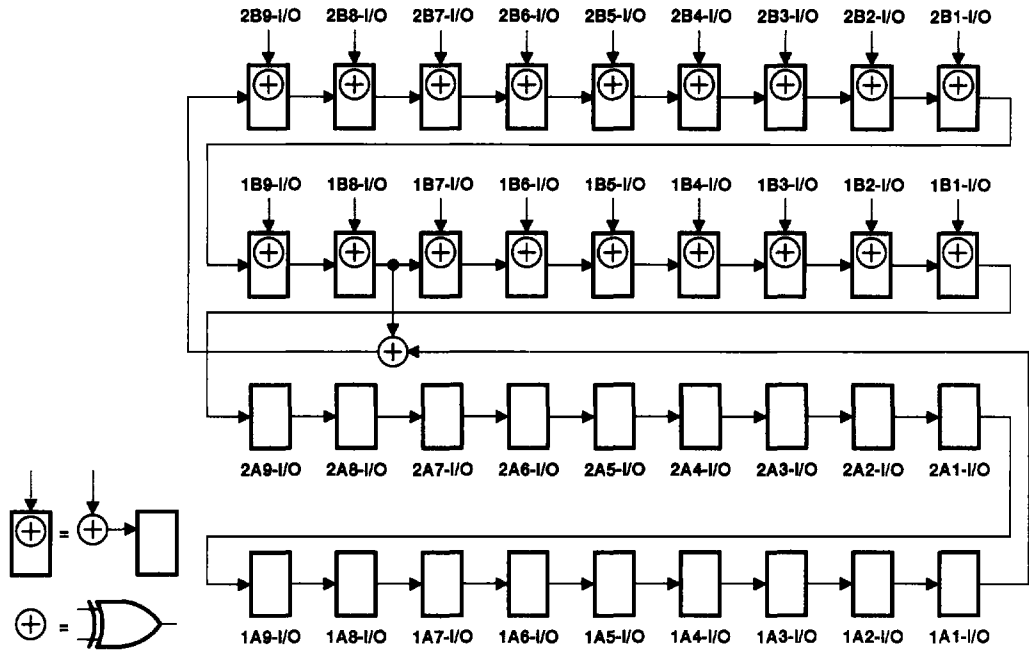 2B9-I/O 2B8-I/O 2B7-I/O 2B6-I/O 2B5-I/O 2B4-I/O 2B3-I/O 2B2-I/O 2B1-I/O
1B9-I/O 1B8-I/O 1B7-I/O 1B6-I/O 1B5-I/O 1B4-I/O 1B3-I/O 1B2-I/O 1B1-I/O
2A9-I/O 2A8-I/O 2A7-I/O 2A6-I/O 2A5-I/O 2A4-I/O 2A3-I/O 2A2-I/O 2A1-I/O
=
=
1A9-I/O 1A8-I/O 1A7-I/O 1A6-I/O 1A5-I/O 1A4-I/O 1A3-I/O 1A2-I/O 1A1-I/O